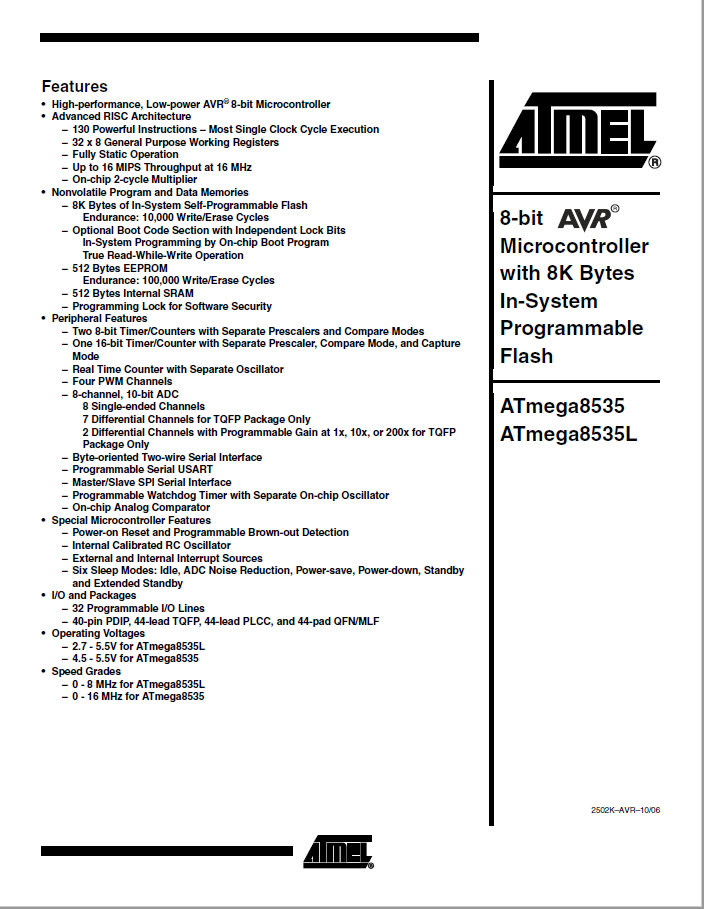 Features
• High-performance, Low-power AVR® 8-bit Microcontroller
• Advanced RISC Architecture
– 130 Powerful Instructions – Most Single Clock Cycle Execution
– 32 x 8 General Purpose Working Registers
– Fully Static Operation
– Up to 16 MIPS Throughput at 16 MHz
– On-chip 2-cycle Multiplier
• Nonvolatile Program and Data Memories
– 8K Bytes of In-System Self-Programmable Flash
Endurance: 10,000 Write/Erase Cycles
– Optional Boot Code Section with Independent Lock Bits
In-System Programming by On-chip Boot Program
True Read-While-Write Operation
– 512 Bytes EEPROM
Endurance: 100,000 Write/Erase Cycles
– 512 Bytes Internal SRAM
– Programming Lock for Software Security
• Peripheral Features
– Two 8-bit Timer/Counters with Separate Prescalers and Compare Modes
– One 16-bit Timer/Counter with Separate Prescaler, Compare Mode, and Capture
Mode
– Real Time Counter with Separate Oscillator
– Four PWM Channels
– 8-channel, 10-bit ADC
8 Single-ended Channels
7 Differential Channels for TQFP Package Only
2 Differential Channels with Programmable Gain at 1x, 10x, or 200x for TQFP
Package Only
– Byte-oriented Two-wire Serial Interface
– Programmable Serial USART
– Master/Slave SPI Serial Interface
– Programmable Watchdog Timer with Separate On-chip Oscillator
– On-chip Analog Comparator
• Special Microcontroller Features
– Power-on Reset and Programmable Brown-out Detection
– Internal Calibrated RC Oscillator
– External and Internal Interrupt Sources
– Six Sleep Modes: Idle, ADC Noise Reduction, Power-save, Power-down, Standby
and Extended Standby
• I/O and Packages
– 32 Programmable I/O Lines
– 40-pin PDIP, 44-lead TQFP, 44-lead PLCC, and 44-pad QFN/MLF
• Operating Voltages
– 2.7 - 5.5V for ATmega8535L
– 4.5 - 5.5V for ATmega8535
• Speed Grades
– 0 - 8 MHz for ATmega8535L
– 0 - 16 MHz for ATmega8535
ATMEL®
8-bit AVR®
Microcontroller
with 8K Bytes
In-System
Programmable
Flash
ATmega8535
ATmega8535L
2502K–AVR–10/06
ATMEL®